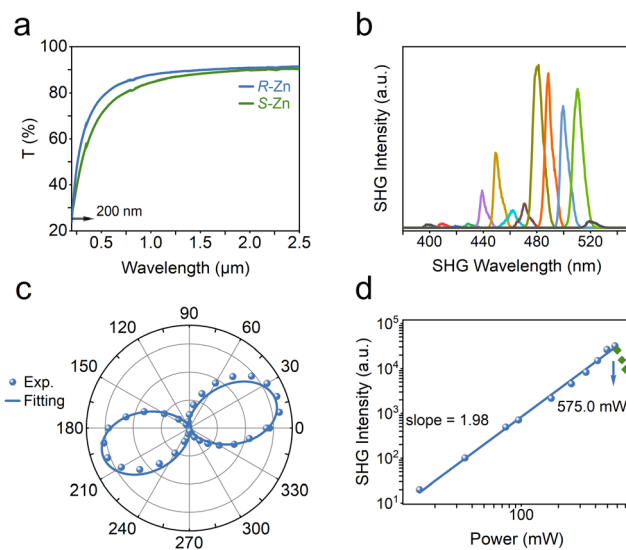 a
T (%)
100
80
60
40
20
R-Zn
S-Zn
200 nm
0.5 1.0 1.5 2.0 2.5
Wavelength (μm)
b
SHG Intensity (a.u.)
400 440 480 520
SHG Wavelength (nm)
c
Exp.
Fitting
90
60
30
0
330
300
270
240
210
180
150
120
d
SHG Intensity (a.u.)
10^5
10^4
10^3
10^2
10^1
slope = 1.98
575.0 mW
100
Power (mW)